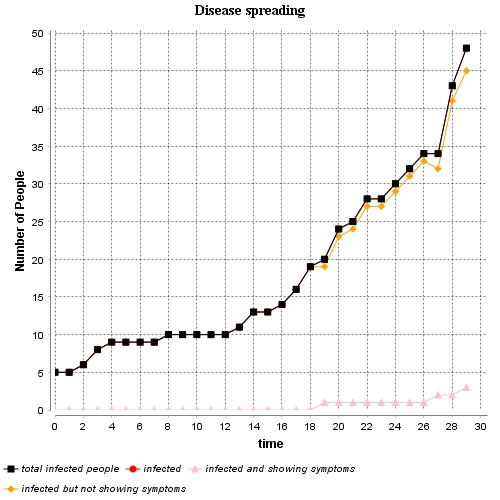 Disease spreading
50
45
40
35
30
25
20
15
10
5
0
Number of People
0 2 4 6 8 10 12 14 16 18 20 22 24 26 28 30
time
total infected people infected infected and showing symptoms
infected but not showing symptoms